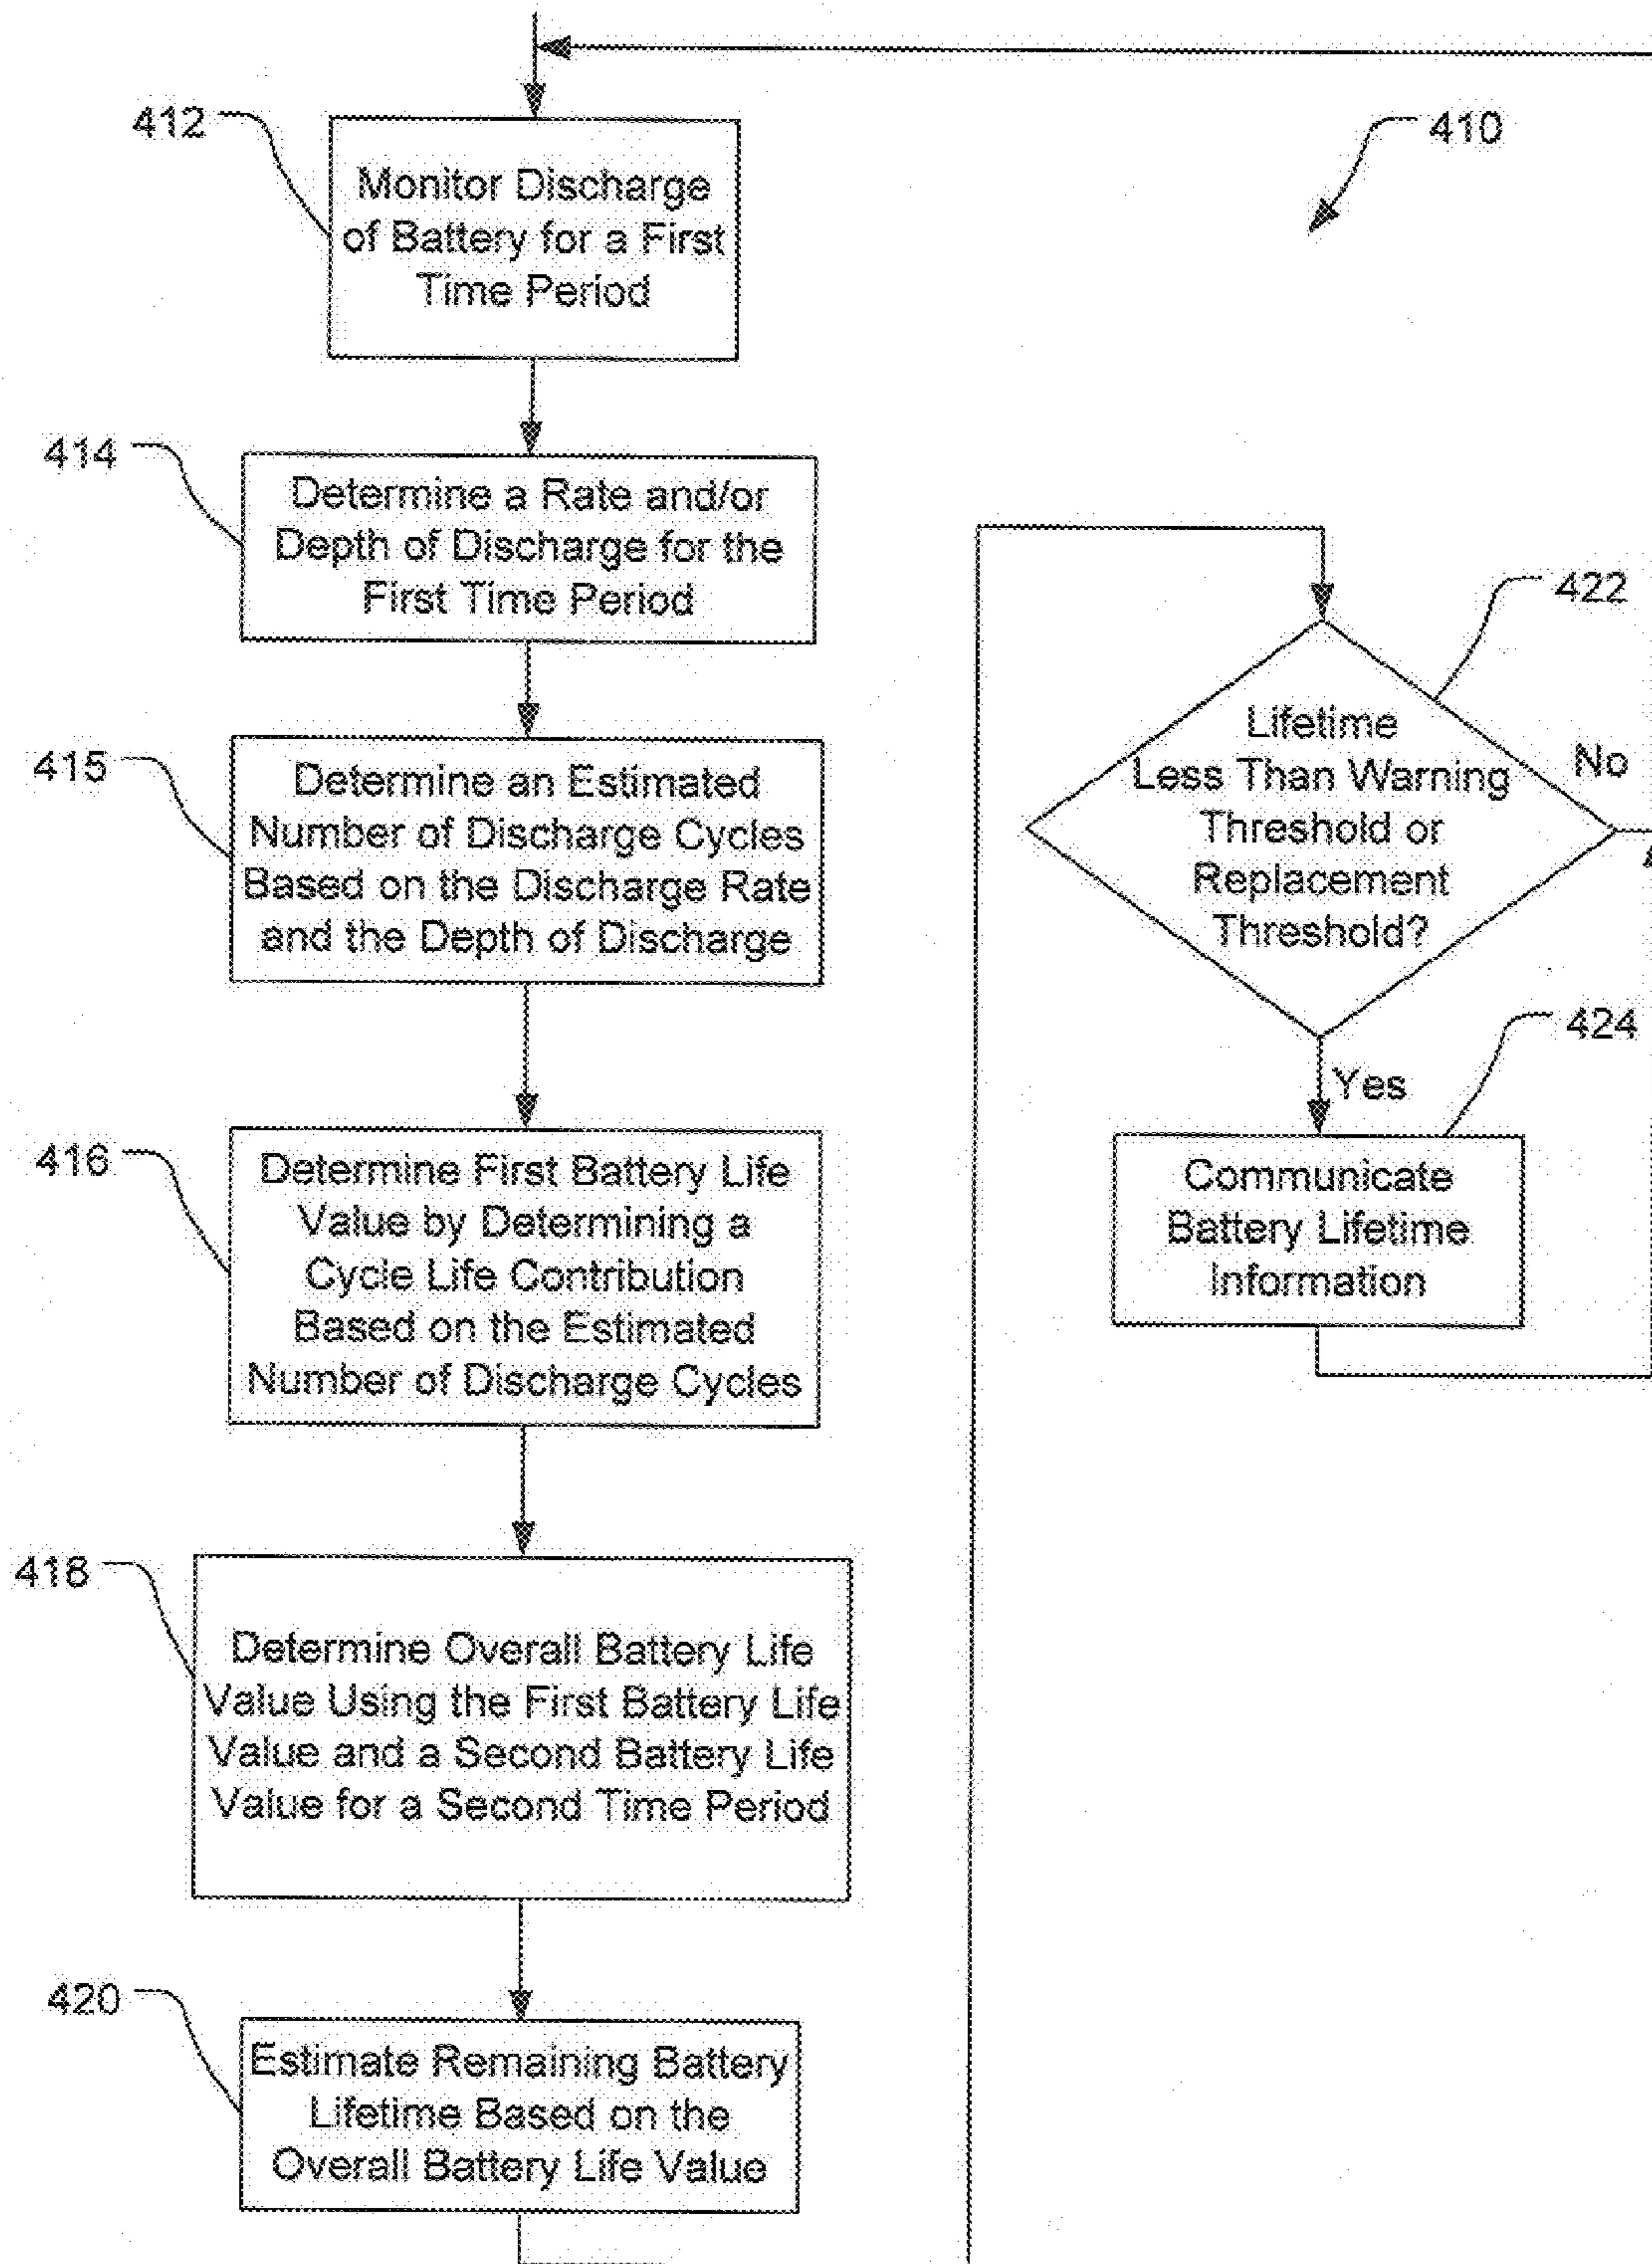 410
412
Monitor Discharge
of Battery for a First
Time Period
414
Determine a Rate and/or
Depth of Discharge for the
First Time Period
415
Determine an Estimated
Number of Discharge Cycles
Based on the Discharge Rate
and the Depth of Discharge
416
Determine First Battery Life
Value by Determining a
Cycle Life Contribution
Based on the Estimated
Number of Discharge Cycles
418
Determine Overall Battery Life
Value Using the First Battery Life
Value and a Second Battery Life
Value for a Second Time Period
420
Estimate Remaining Battery
Lifetime Based on the
Overall Battery Life Value
422
Lifetime
Less Than Warning
Threshold or
Replacement
Threshold?
No
Yes
424
Communicate
Battery Lifetime
Information